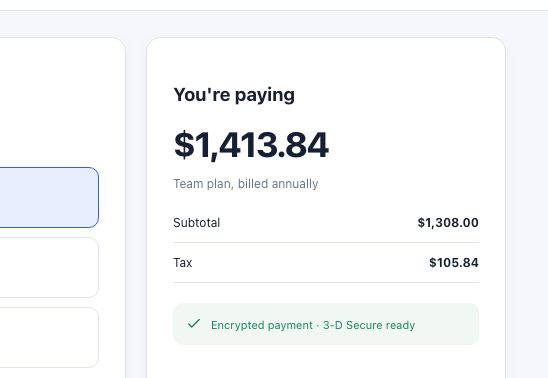 You're paying
$1,413.84
Team plan, billed annually
Subtotal $1,308.00
Tax $105.84
Encrypted payment · 3-D Secure ready